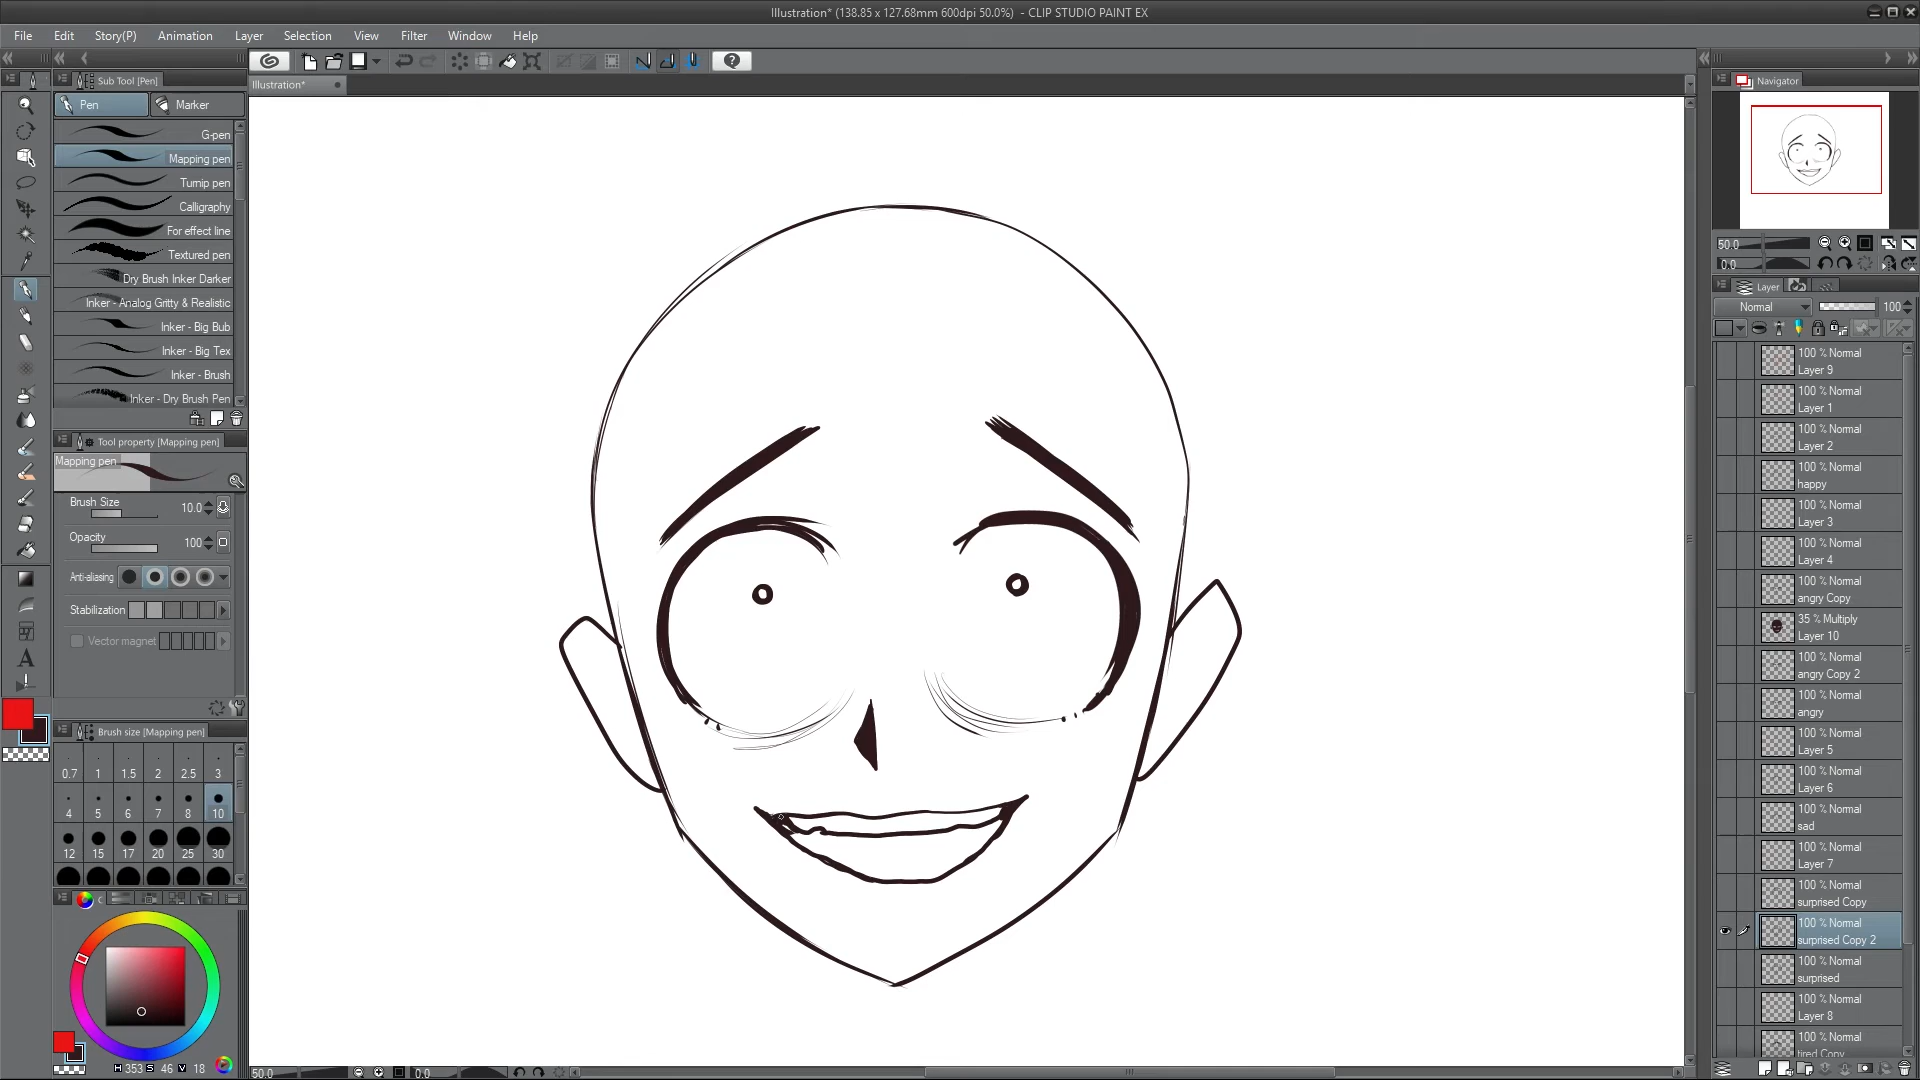 Illustration* (138.85 x 127.68mm 600dpi 50.0%) - CLIP STUDIO PAINT EX
File Edit Story(P) Animation Layer Selection View Filter Window Help
Sub Tool [Pen]
Illustration*
Pen Marker
G-pen
Mapping pen
Turnip pen
Calligraphy
For effect line
Textured pen
Dry Brush Inker Darker
Inker - Analog Gritty & Realistic
Inker - Big Bub
Inker - Big Tex
Inker - Brush
Inker - Dry Brush Pen
Tool property [Mapping pen]
Mapping pen
Brush Size 10.0
Opacity 100
Anti-aliasing
Stabilization
Vector magnet
Brush size [Mapping pen]
0.7 1 1.5 2 2.5 3
4 5 6 7 8 10
12 15 17 20 25 30
H 353 S 46 V 18
50.0 0.0
Navigator
50.0
0.0
Layer
Normal 100
100 % Normal
Layer 9
100 % Normal
Layer 1
100 % Normal
Layer 2
100 % Normal
happy
100 % Normal
Layer 3
100 % Normal
Layer 4
100 % Normal
angry Copy
35 % Multiply
Layer 10
100 % Normal
angry Copy 2
100 % Normal
angry
100 % Normal
Layer 5
100 % Normal
Layer 6
100 % Normal
sad
100 % Normal
Layer 7
100 % Normal
surprised Copy
100 % Normal
surprised Copy 2
100 % Normal
surprised
100 % Normal
Layer 8
100 % Normal
tired Copy